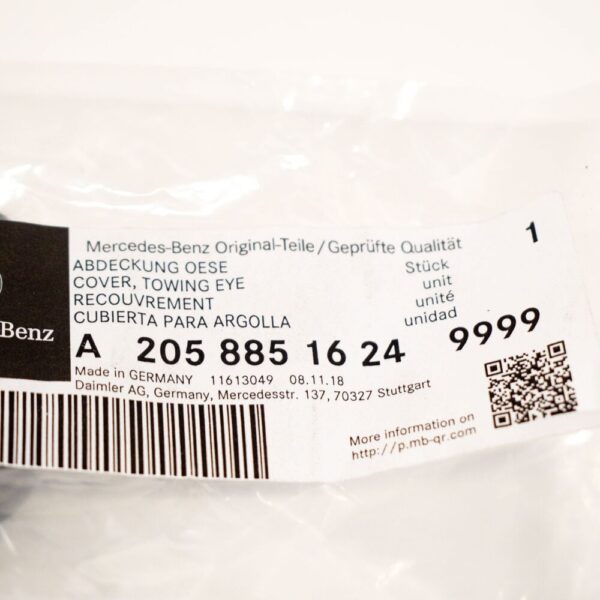 Mercedes-Benz Original-Teile/Geprüfte Qualität 1
ABDECKUNG OESE Stück
COVER, TOWING EYE unit
RECOUVREMENT unité
CUBIERTA PARA ARGOLLA unidad
Benz
A 205 885 16 24 9999
Made in GERMANY 11613049 08.11.18
Daimler AG, Germany, Mercedesstr. 137, 70327 Stuttgart
More information on
http://p.mb-qr.com